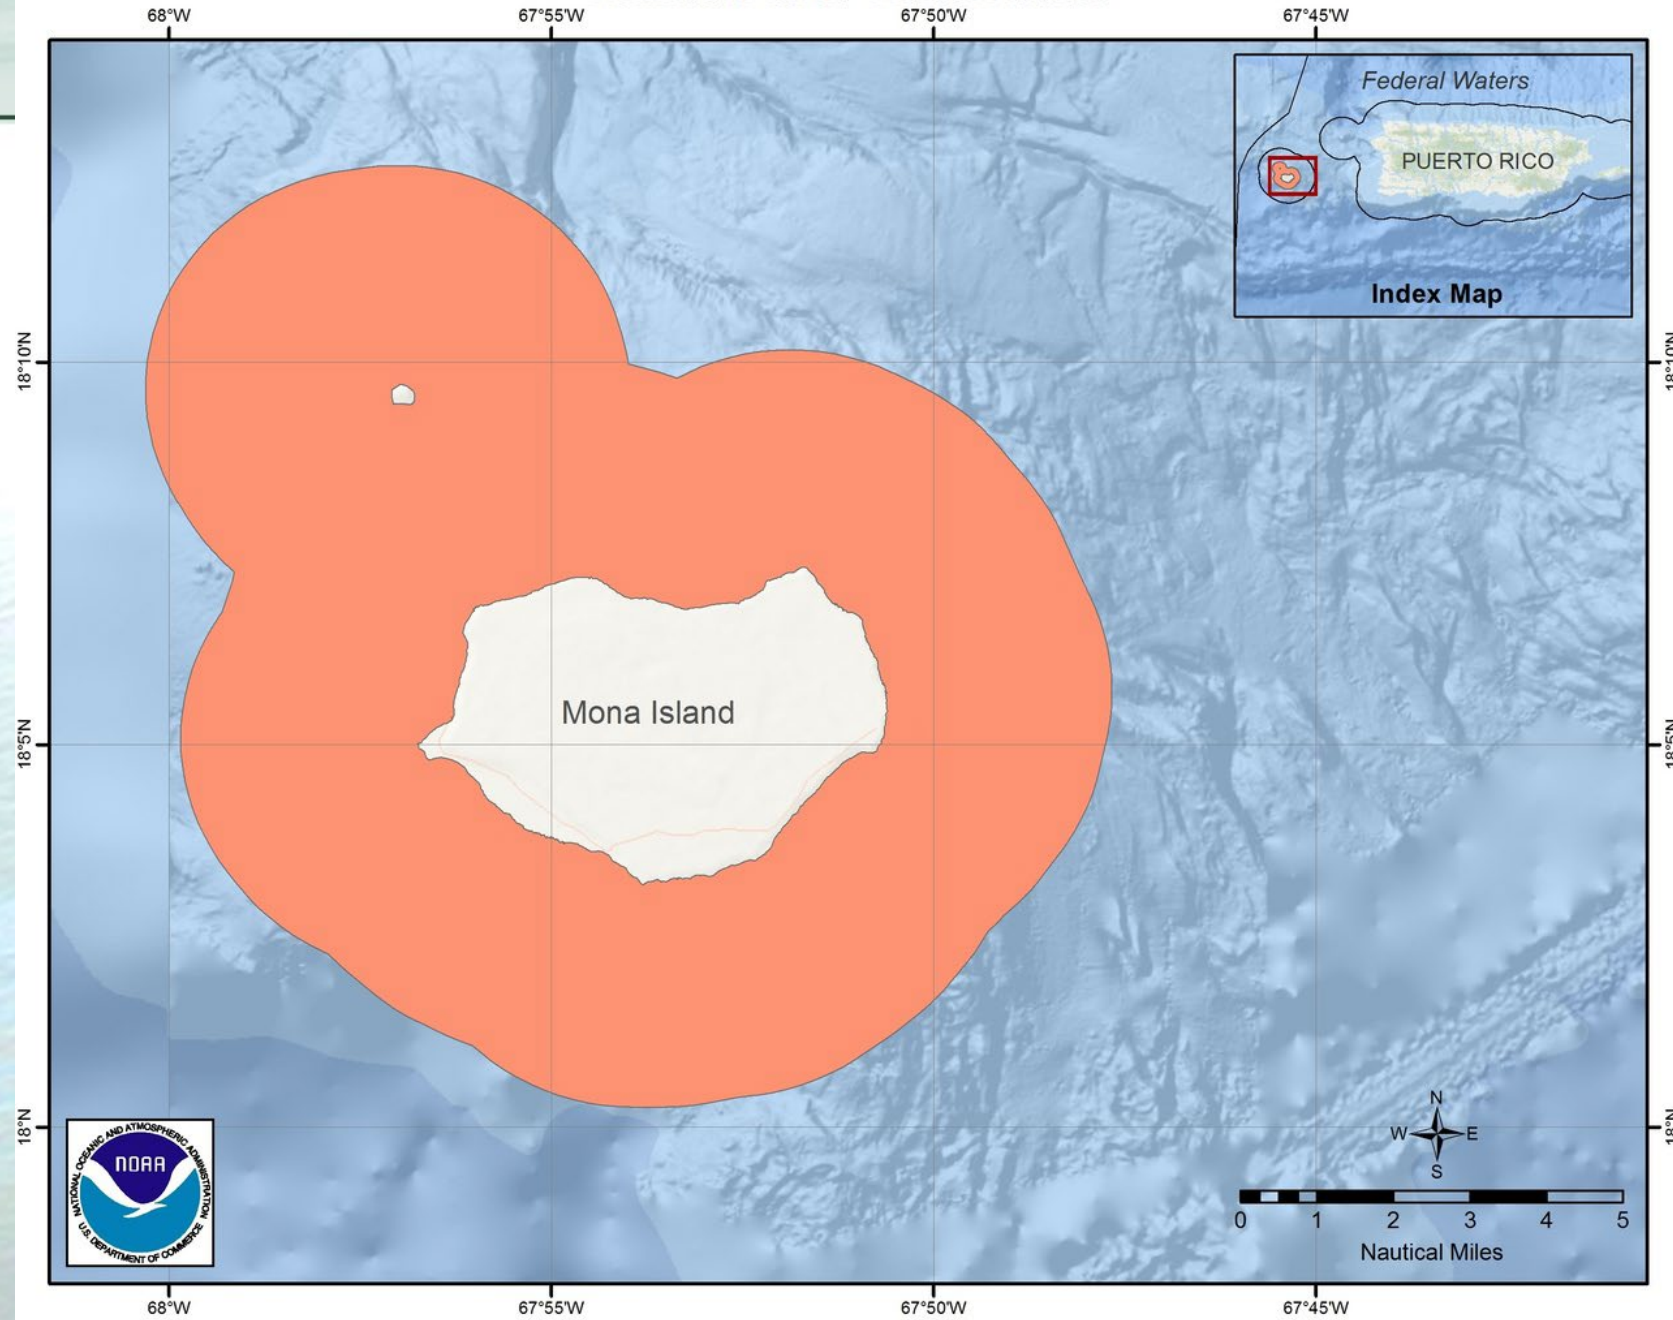 68°W 67°55'W 67°50'W 67°45'W
Federal Waters
PUERTO RICO
Index Map
18°10'N 18°10'N
Mona Island
18°5'N 18°5'N
18°N 18°N
N
W E
S
0 1 2 3 4 5
Nautical Miles
NATIONAL OCEANIC AND ATMOSPHERIC ADMINISTRATION
NOAA
U.S. DEPARTMENT OF COMMERCE
68°W 67°55'W 67°50'W 67°45'W